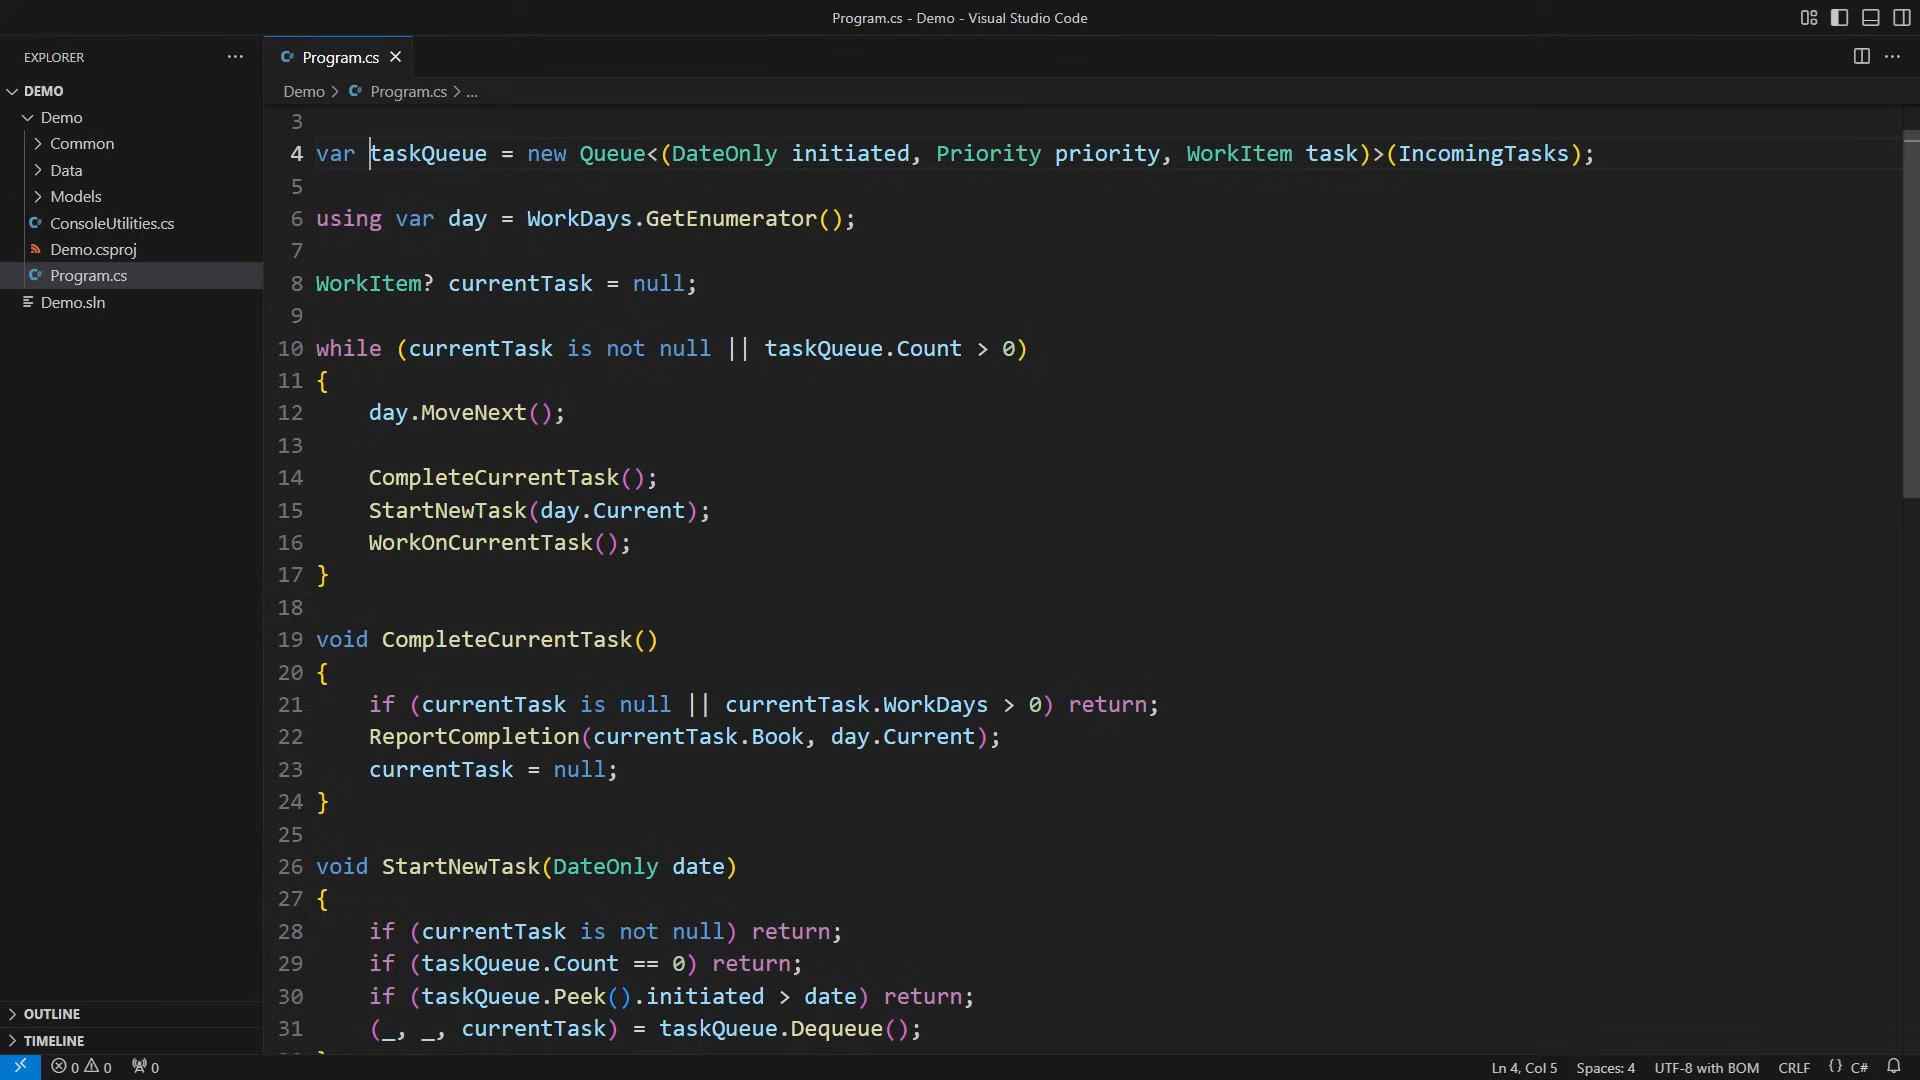 Program.cs - Demo - Visual Studio Code
EXPLORER
DEMO
Demo
Common
Data
Models
ConsoleUtilities.cs
Demo.csproj
Program.cs
Demo.sln
OUTLINE
TIMELINE
Program.cs
Demo > Program.cs > ...
3
4 var taskQueue = new Queue<(DateOnly initiated, Priority priority, WorkItem task)>(IncomingTasks);
5
6 using var day = WorkDays.GetEnumerator();
7
8 WorkItem? currentTask = null;
9
10 while (currentTask is not null || taskQueue.Count > 0)
11 {
12     day.MoveNext();
13
14     CompleteCurrentTask();
15     StartNewTask(day.Current);
16     WorkOnCurrentTask();
17 }
18
19 void CompleteCurrentTask()
20 {
21     if (currentTask is null || currentTask.WorkDays > 0) return;
22     ReportCompletion(currentTask.Book, day.Current);
23     currentTask = null;
24 }
25
26 void StartNewTask(DateOnly date)
27 {
28     if (currentTask is not null) return;
29     if (taskQueue.Count == 0) return;
30     if (taskQueue.Peek().initiated > date) return;
31     (_, _, currentTask) = taskQueue.Dequeue();
0 0 0
Ln 4, Col 5 Spaces: 4 UTF-8 with BOM CRLF {} C#